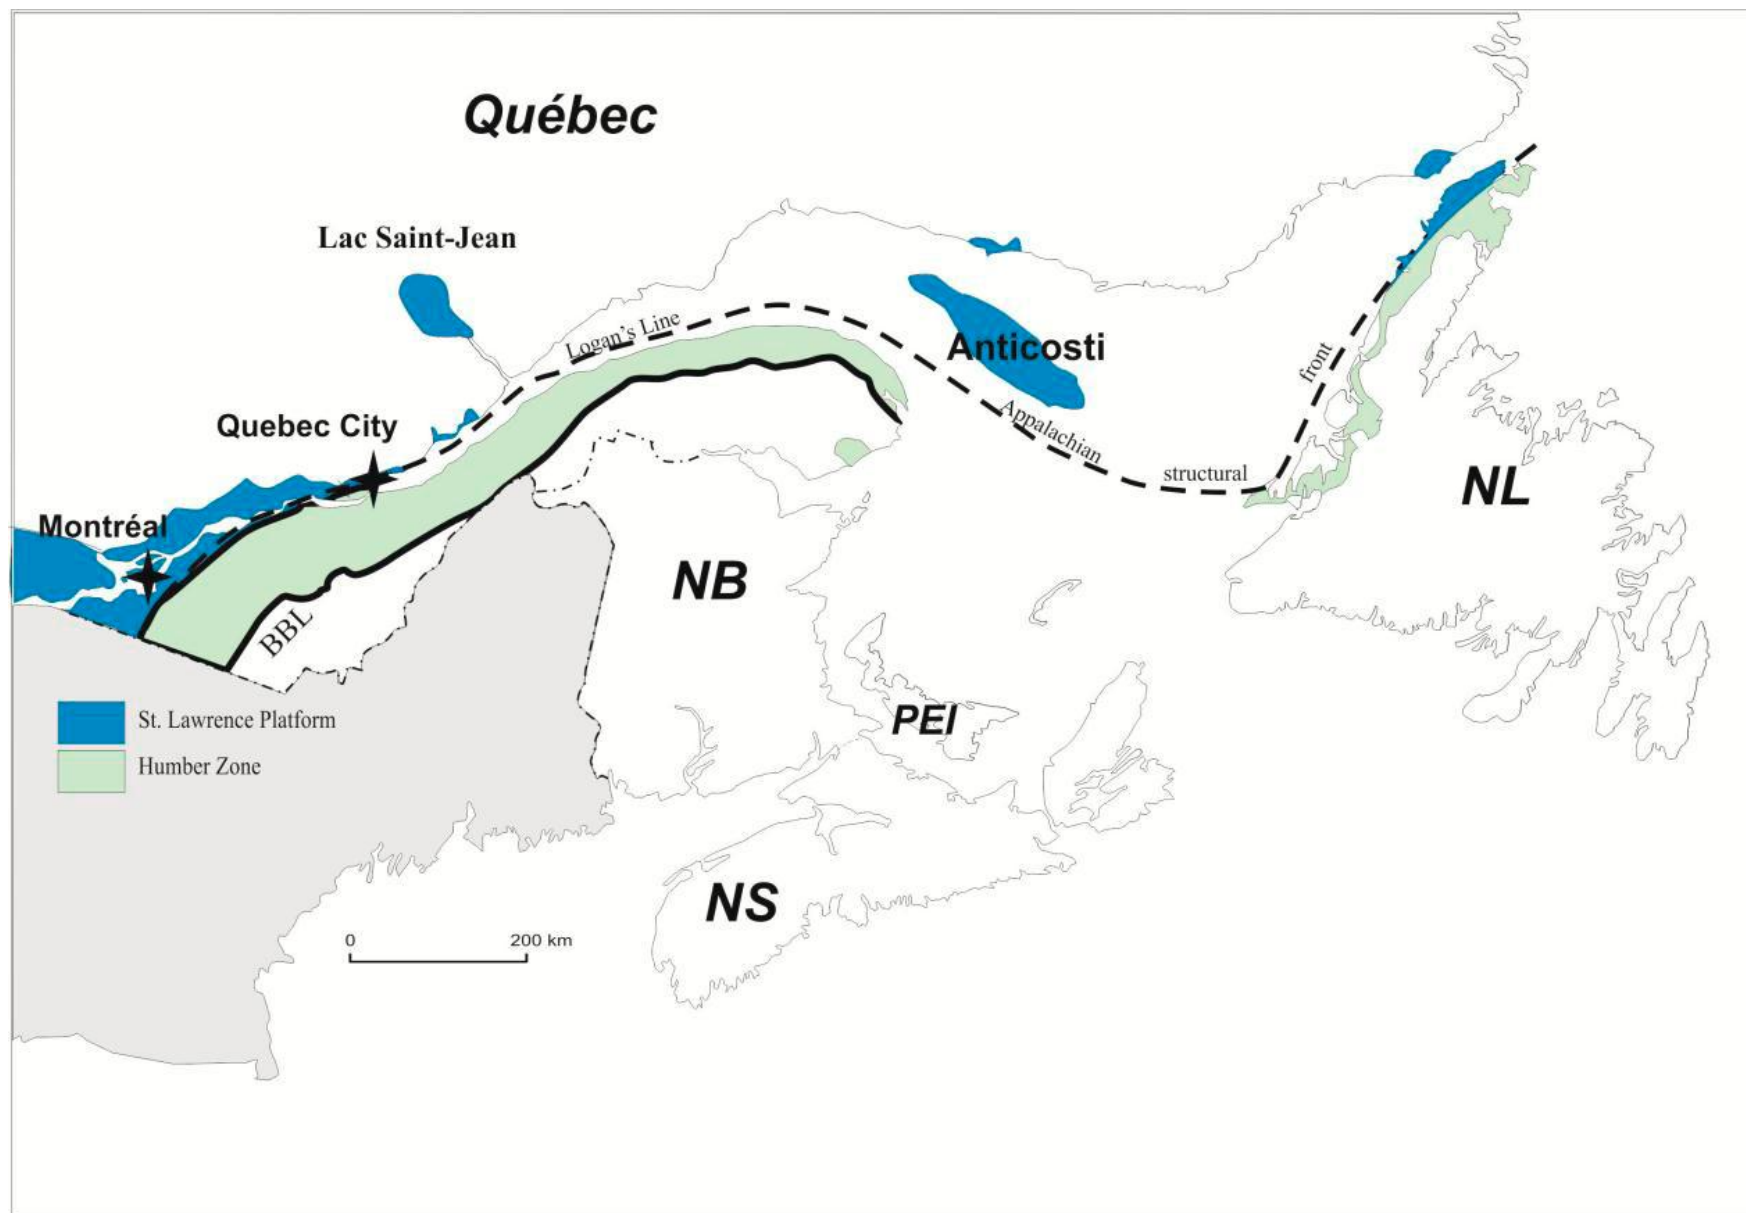 Québec
Lac Saint-Jean
Logan's Line
Anticosti
front
Appalachian
Quebec City
structural
NL
Montréal
NB
BBL
St. Lawrence Platform
PEI
Humber Zone
NS
0 200 km